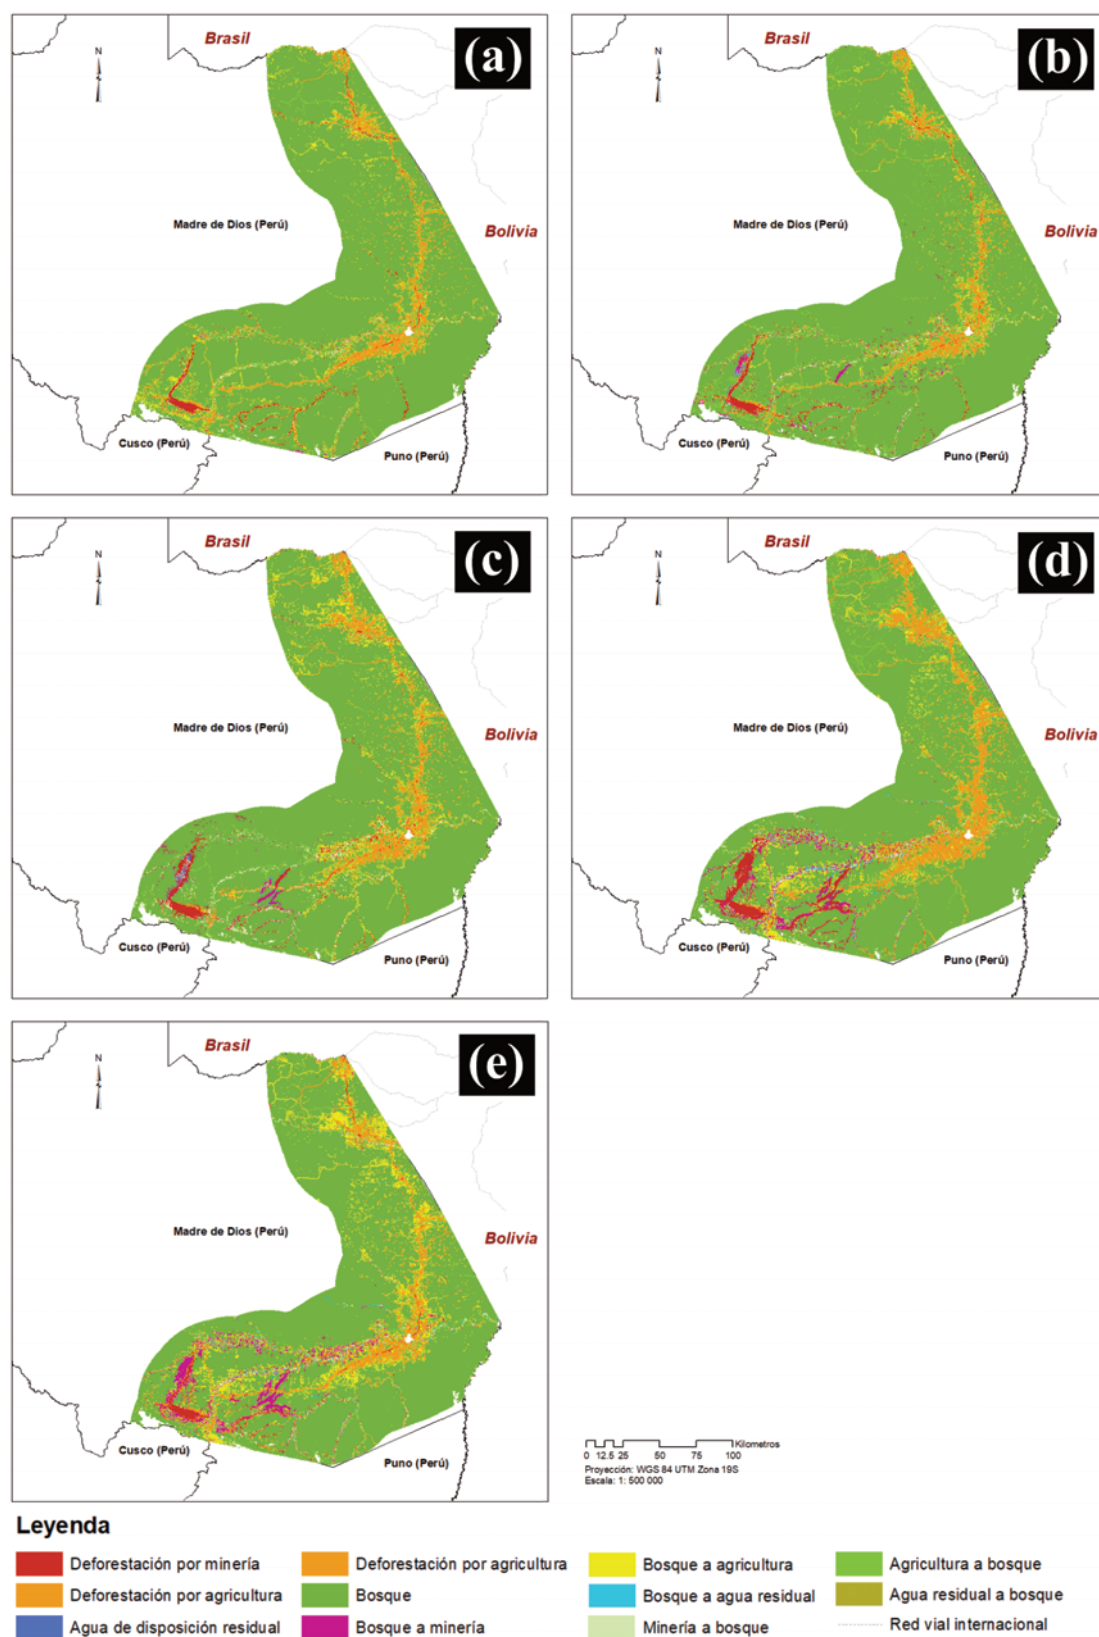 Brasil
(a)
N
Madre de Dios (Perú)
Bolivia
Cusco (Perú)
Puno (Perú)
Brasil
(b)
N
Madre de Dios (Perú)
Bolivia
Cusco (Perú)
Puno (Perú)
Brasil
(c)
N
Madre de Dios (Perú)
Bolivia
Cusco (Perú)
Puno (Perú)
Brasil
(d)
N
Madre de Dios (Perú)
Bolivia
Cusco (Perú)
Puno (Perú)
Brasil
(e)
N
Madre de Dios (Perú)
Bolivia
Cusco (Perú)
Puno (Perú)
Kilometros
0 12.5 25 50 75 100
Proyección: WGS 84 UTM Zona 19S
Escala: 1: 500 000
Leyenda
Deforestación por minería
Deforestación por agricultura
Bosque a agricultura
Agricultura a bosque
Deforestación por agricultura
Bosque
Bosque a agua residual
Agua residual a bosque
Agua de disposición residual
Bosque a minería
Minería a bosque
Red vial internacional